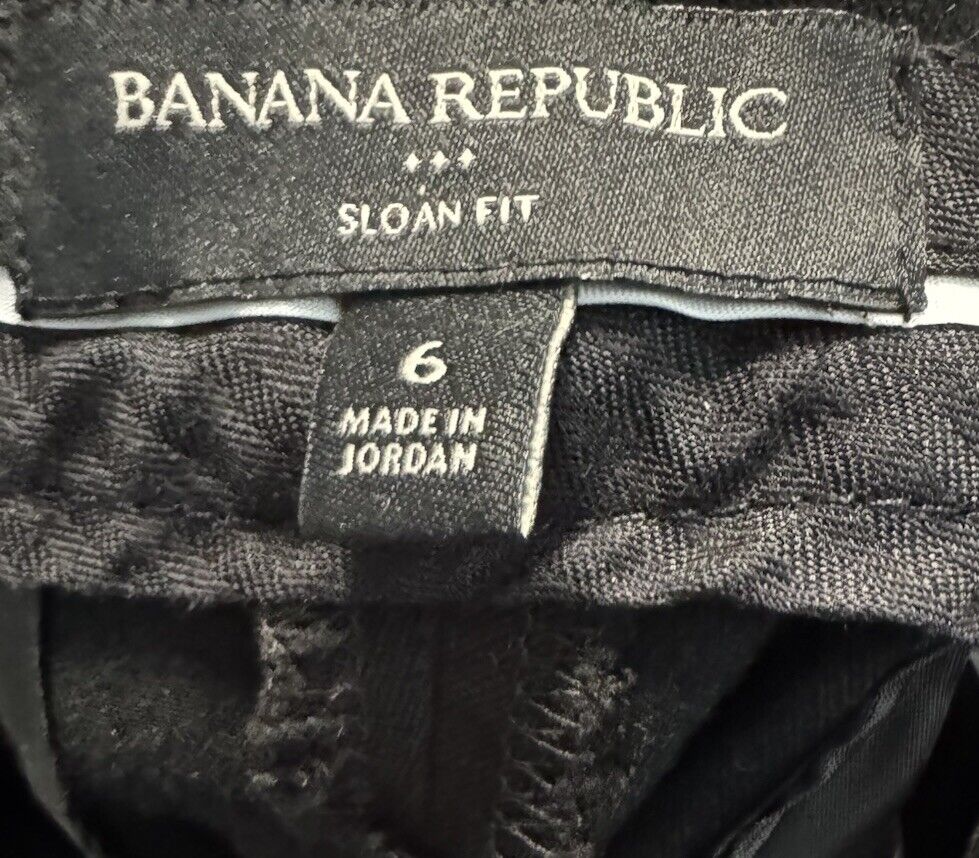 BANANA REPUBLIC
SLOAN FIT
6
MADE IN
JORDAN